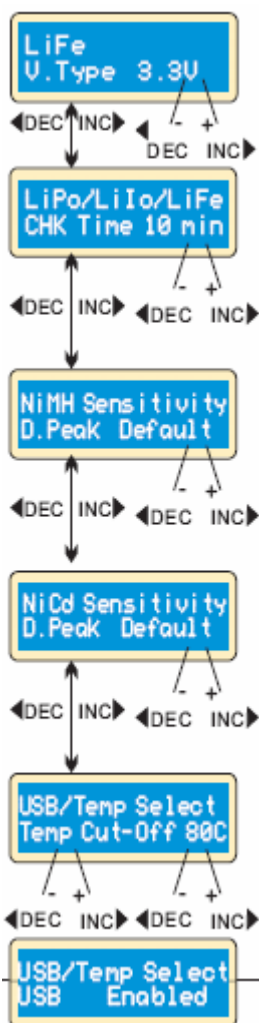 LiFe
V.Type 3.3V
DEC INC - +
DEC INC
LiPo/LiIo/LiFe
CHK Time 10 min
- +
DEC INC DEC INC
NiMH Sensitivity
D.Peak Default
- +
DEC INC DEC INC
NiCd Sensitivity
D.Peak Default
- +
DEC INC DEC INC
USB/Temp Select
Temp Cut-Off 80C
- + - +
DEC INC DEC INC
USB/Temp Select
USB Enabled